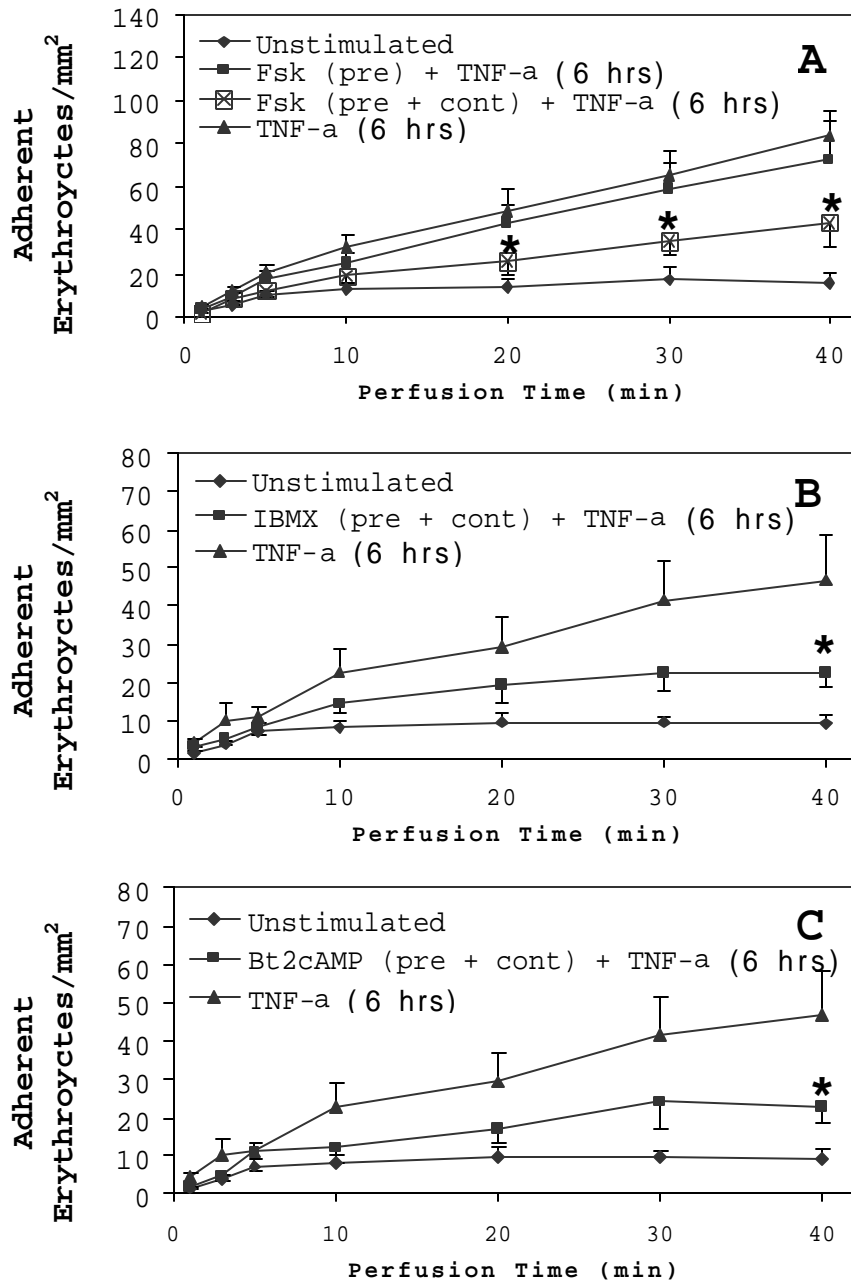 140
120
100
80
60
40
20
0
Adherent
Erythroyctes/mm²
Unstimulated
Fsk (pre) + TNF-a (6 hrs)
Fsk (pre + cont) + TNF-a (6 hrs)
TNF-a (6 hrs)
A
*
*
*
0 10 20 30 40
Perfusion Time (min)
80
70
60
50
40
30
20
10
0
Adherent
Erythroyctes/mm²
Unstimulated
IBMX (pre + cont) + TNF-a (6 hrs)
TNF-a (6 hrs)
B
*
0 10 20 30 40
Perfusion Time (min)
80
70
60
50
40
30
20
10
0
Adherent
Erythroyctes/mm²
Unstimulated
Bt2cAMP (pre + cont) + TNF-a (6 hrs)
TNF-a (6 hrs)
C
*
0 10 20 30 40
Perfusion Time (min)